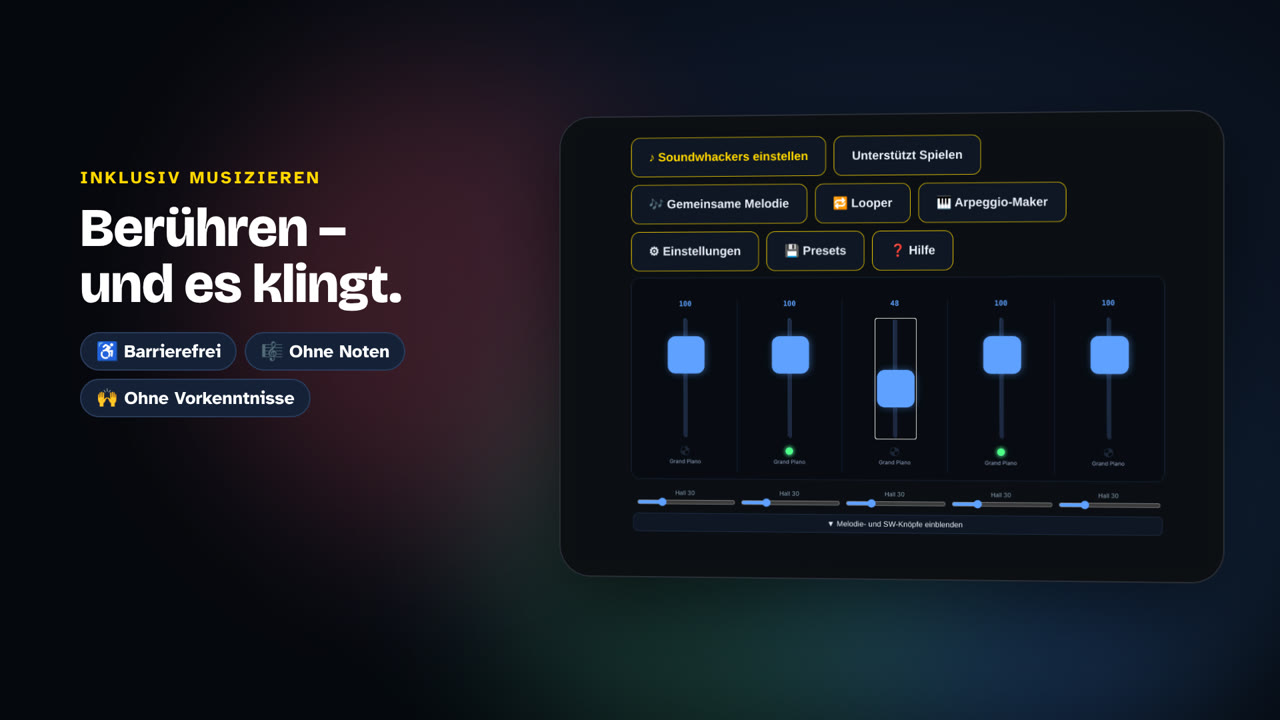 INKLUSIV MUSIZIEREN
Berühren –
und es klingt.
♿ Barrierefrei
🎼 Ohne Noten
🙌 Ohne Vorkenntnisse
♪ Soundwhackers einstellen
Unterstützt Spielen
🎶 Gemeinsame Melodie
🔁 Looper
🎹 Arpeggio-Maker
⚙ Einstellungen
💾 Presets
❓ Hilfe
100 100 48 100 100
Grand Piano Grand Piano Grand Piano Grand Piano Grand Piano
Hall 30 Hall 30 Hall 30 Hall 30 Hall 30
▼ Melodie- und SW-Knöpfe einblenden